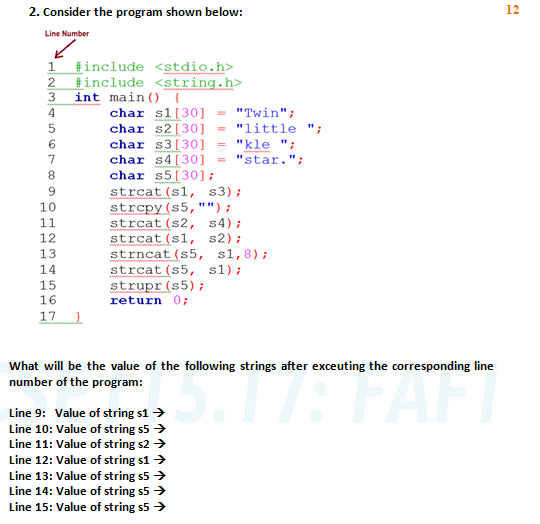 2. Consider the program shown below:
12
Line Number
1 #include <stdio.h>
2 #include <string.h>
3 int main() {
4 char s1[30] = "Twin";
5 char s2[30] = "little ";
6 char s3[30] = "kle ";
7 char s4[30] = "star.";
8 char s5[30];
9 strcat(s1, s3);
10 strcpy(s5,"");
11 strcat(s2, s4);
12 strcat(s1, s2);
13 strncat(s5, s1,8);
14 strcat(s5, s1);
15 strupr(s5);
16 return 0;
17 }
What will be the value of the following strings after exceuting the corresponding line
number of the program:
Line 9: Value of string s1 →
Line 10: Value of string s5 →
Line 11: Value of string s2 →
Line 12: Value of string s1 →
Line 13: Value of string s5 →
Line 14: Value of string s5 →
Line 15: Value of string s5 →